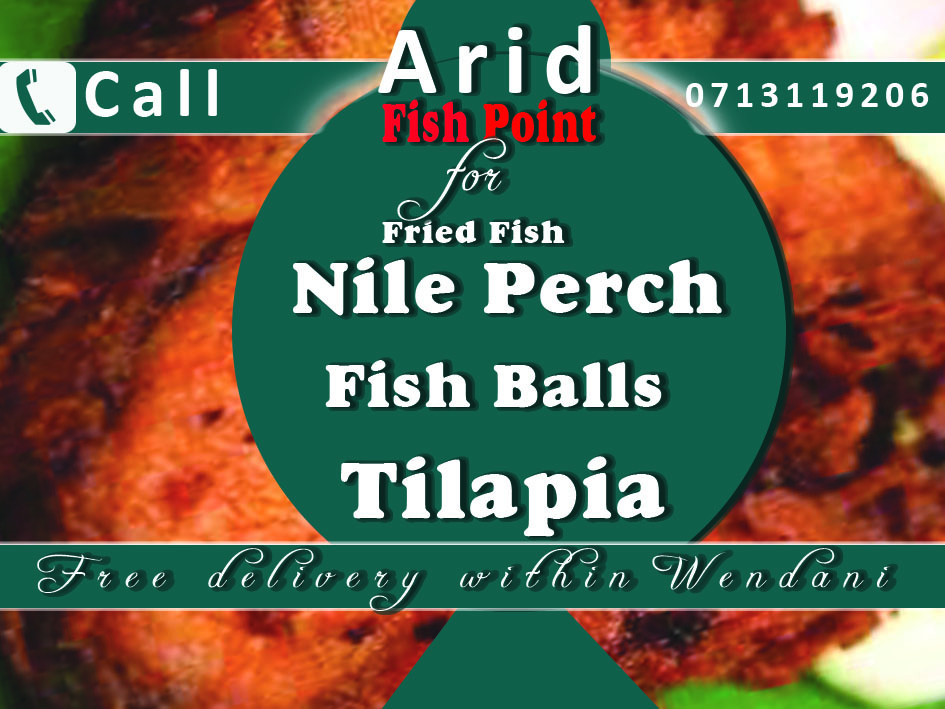 Call
Arid
0713119206
Fish Point
for
Fried Fish
Nile Perch
Fish Balls
Tilapia
Free delivery within Wendani